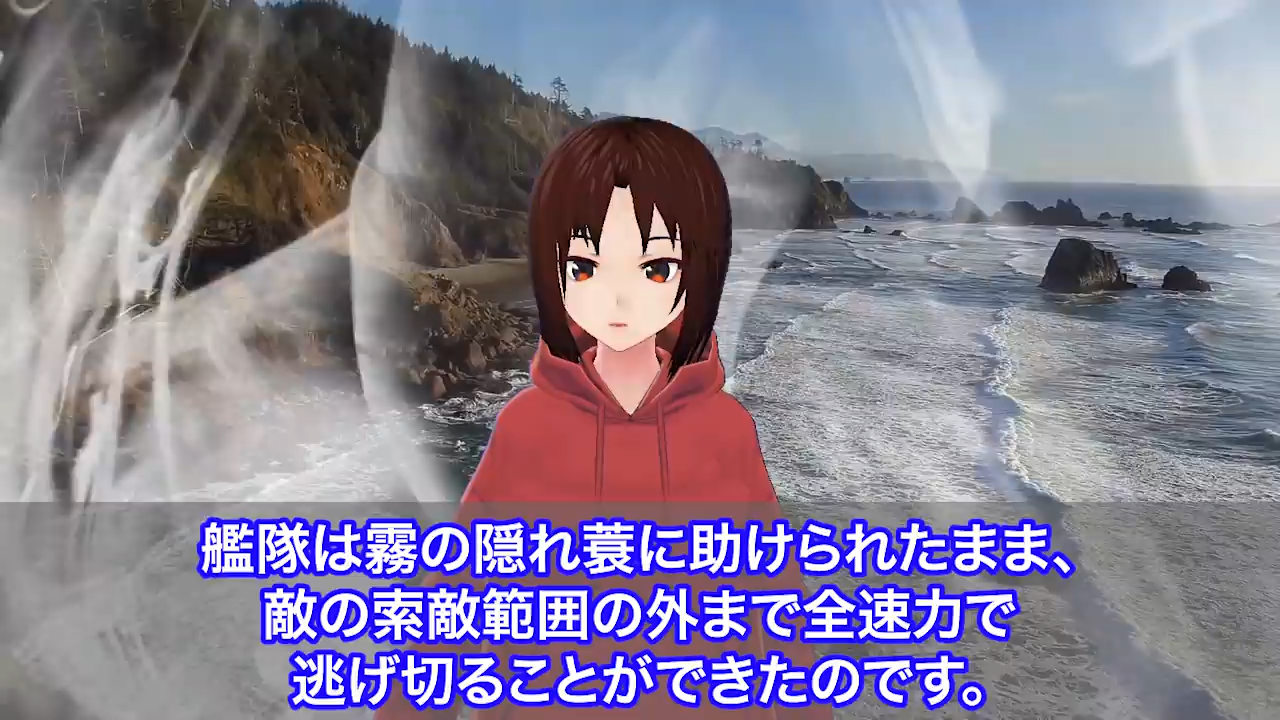 艦隊は霧の隠れ蓑に助けられたまま、
敵の索敵範囲の外まで全速力で
逃げ切ることができたのです。